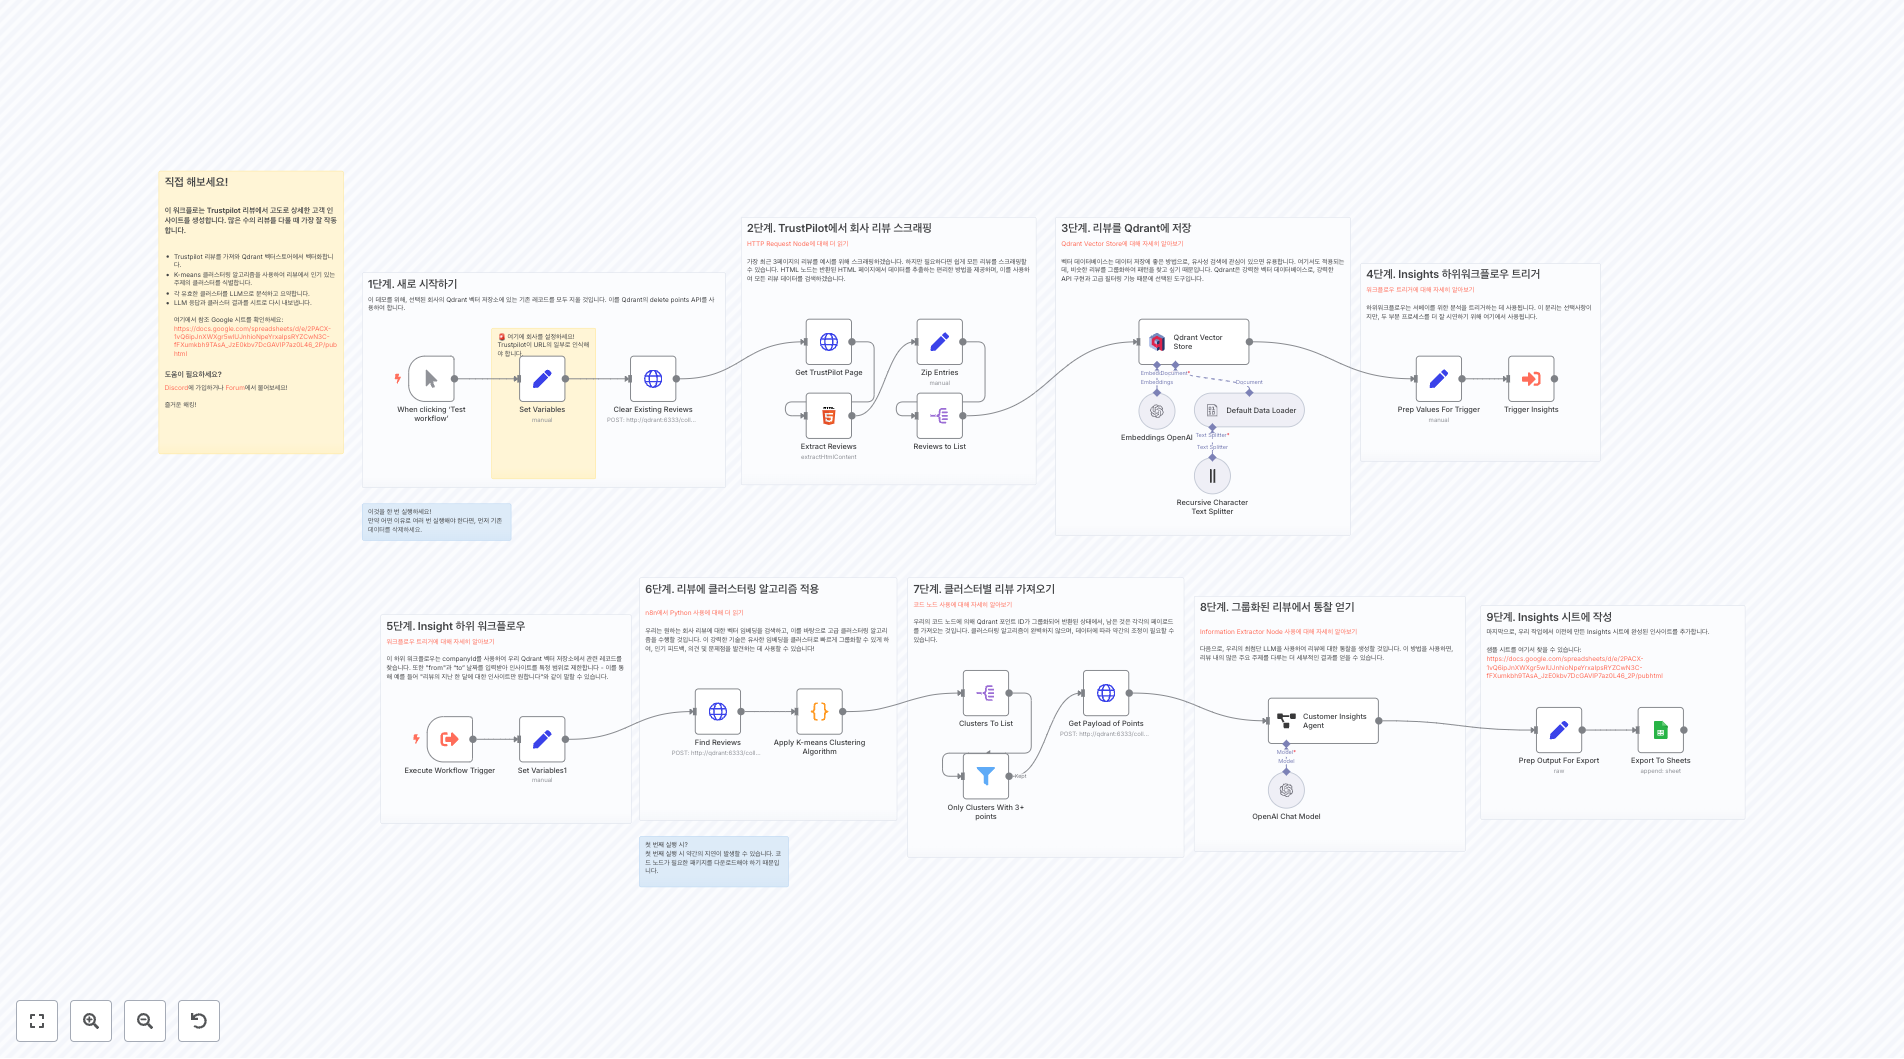 직접 해보세요!
이 워크플로는 Trustpilot 리뷰에서 고도로 상세한 고객 인
사이트를 생성합니다. 많은 수의 리뷰를 다룰 때 가장 잘 작동
합니다.
Trustpilot 리뷰를 가져와 Qdrant 벡터스토어에서 벡터화합니
다.
K-means 클러스터링 알고리즘을 사용하여 리뷰에서 인기 있는
주제의 클러스터를 식별합니다.
각 유효한 클러스터를 LLM으로 분석하고 요약합니다.
LLM 응답과 클러스터 결과를 시트로 다시 내보냅니다.
여기에서 참조 Google 시트를 확인하세요:
https://docs.google.com/spreadsheets/d/e/2PACX-
html
도움이 필요하세요?
Discord에 가입하거나 Forum에서 물어보세요!
즐거운 해킹!
1단계. 새로 시작하기
이 데모를 위해, 선택된 회사의 Qdrant 벡터 저장소에 있는 기존 레코드를 모두 지울 것입니다. 이를 Qdrant의 delete points API를 사
용하여 합니다.
🚨 여기에 회사를 설정하세요!
Trustpilot이 URL의 일부로 인식해
야 합니다.
When clicking 'Test
workflow'
Set Variables
manual
Clear Existing Reviews
POST: http://qdrant:6333/coll...
이것을 한 번 실행하세요!
만약 어떤 이유로 여러 번 실행해야 한다면, 먼저 기존
데이터를 삭제하세요.
2단계. TrustPilot에서 회사 리뷰 스크래핑
HTTP Request Node에 대해 더 읽기
가장 최근 3페이지의 리뷰를 예시를 위해 스크래핑하겠습니다. 하지만 필요하다면 쉽게 모든 리뷰를 스크래핑할
수 있습니다. HTML 노드는 반환된 HTML 페이지에서 데이터를 추출하는 편리한 방법을 제공하며, 이를 사용하
여 모든 리뷰 데이터를 검색하겠습니다.
Get TrustPilot Page
Zip Entries
manual
Extract Reviews
extractHtmlContent
Reviews to List
3단계. 리뷰를 Qdrant에 저장
Qdrant Vector Store에 대해 자세히 알아보기
벡터 데이터베이스는 데이터 저장에 좋은 방법으로, 유사성 검색에 관심이 있으면 유용합니다. 여기서도 적용되는
데, 비슷한 리뷰를 그룹화하여 패턴을 찾고 싶기 때문입니다. Qdrant은 강력한 벡터 데이터베이스로, 강력한
API 구현과 고급 필터링 기능 때문에 선택된 도구입니다.
Qdrant Vector
Store
Document*
Embeddings
Document
Embeddings OpenAI
Default Data Loader
Text Splitter*
Text Splitter
Recursive Character
Text Splitter
4단계. Insights 하위워크플로우 트리거
워크플로우 트리거에 대해 자세히 알아보기
하위워크플로우는 서베이를 위한 분석을 트리거하는 데 사용됩니다. 이 분리는 선택사항이
지만, 두 부분 프로세스를 더 잘 시연하기 위해 여기에서 사용됩니다.
Prep Values For Trigger
manual
Trigger Insights
5단계. Insight 하위 워크플로우
워크플로우 트리거에 대해 자세히 알아보기
이 하위 워크플로우는 companyId를 사용하여 우리 Qdrant 벡터 저장소에서 관련 레코드를
찾습니다. 또한 "from"과 "to" 날짜를 입력받아 인사이트를 특정 범위로 제한합니다 - 이를 통
해 예를 들어 "리뷰의 지난 한 달에 대한 인사이트만 원합니다"와 같이 말할 수 있습니다.
Execute Workflow Trigger
Set Variables1
manual
6단계. 리뷰에 클러스터링 알고리즘 적용
n8n에서 Python 사용에 대해 더 읽기
우리는 원하는 회사 리뷰에 대한 벡터 임베딩을 검색하고, 이를 바탕으로 고급 클러스터링 알고리
즘을 수행할 것입니다. 이 강력한 기술은 유사한 임베딩을 클러스터로 빠르게 그룹화할 수 있게 하
여, 인기 피드백, 의견 및 문제점을 발견하는 데 사용할 수 있습니다!
Find Reviews
POST: http://qdrant:6333/coll...
Apply K-means Clustering
Algorithm
첫 번째 실행 시?
첫 번째 실행 시 약간의 지연이 발생할 수 있습니다. 코
드 노드가 필요한 패키지를 다운로드해야 하기 때문입
니다.
7단계. 클러스터별 리뷰 가져오기
코드 노드 사용에 대해 자세히 알아보기
우리의 코드 노드에 의해 Qdrant 포인트 ID가 그룹화되어 반환된 상태에서, 남은 것은 각각의 페이로드
를 가져오는 것입니다. 클러스터링 알고리즘이 완벽하지 않으며, 데이터에 따라 약간의 조정이 필요할 수
있습니다.
Clusters To List
Get Payload of Points
POST: http://qdrant:6333/coll...
Kept
Only Clusters With 3+
points
8단계. 그룹화된 리뷰에서 통찰 얻기
Information Extractor Node 사용에 대해 자세히 알아보기
다음으로, 우리의 최첨단 LLM을 사용하여 리뷰에 대한 통찰을 생성할 것입니다. 이 방법을 사용하면,
리뷰 내의 많은 주요 주제를 다루는 더 세부적인 결과를 얻을 수 있습니다.
Customer Insights
Agent
Model*
Model
OpenAI Chat Model
9단계. Insights 시트에 작성
마지막으로, 우리 작업에서 이전에 만든 Insights 시트에 완성된 인사이트를 추가합니다.
샘플 시트를 여기서 찾을 수 있습니다:
https://docs.google.com/spreadsheets/d/e/2PACX-
Prep Output For Export
raw
Export To Sheets
append: sheet